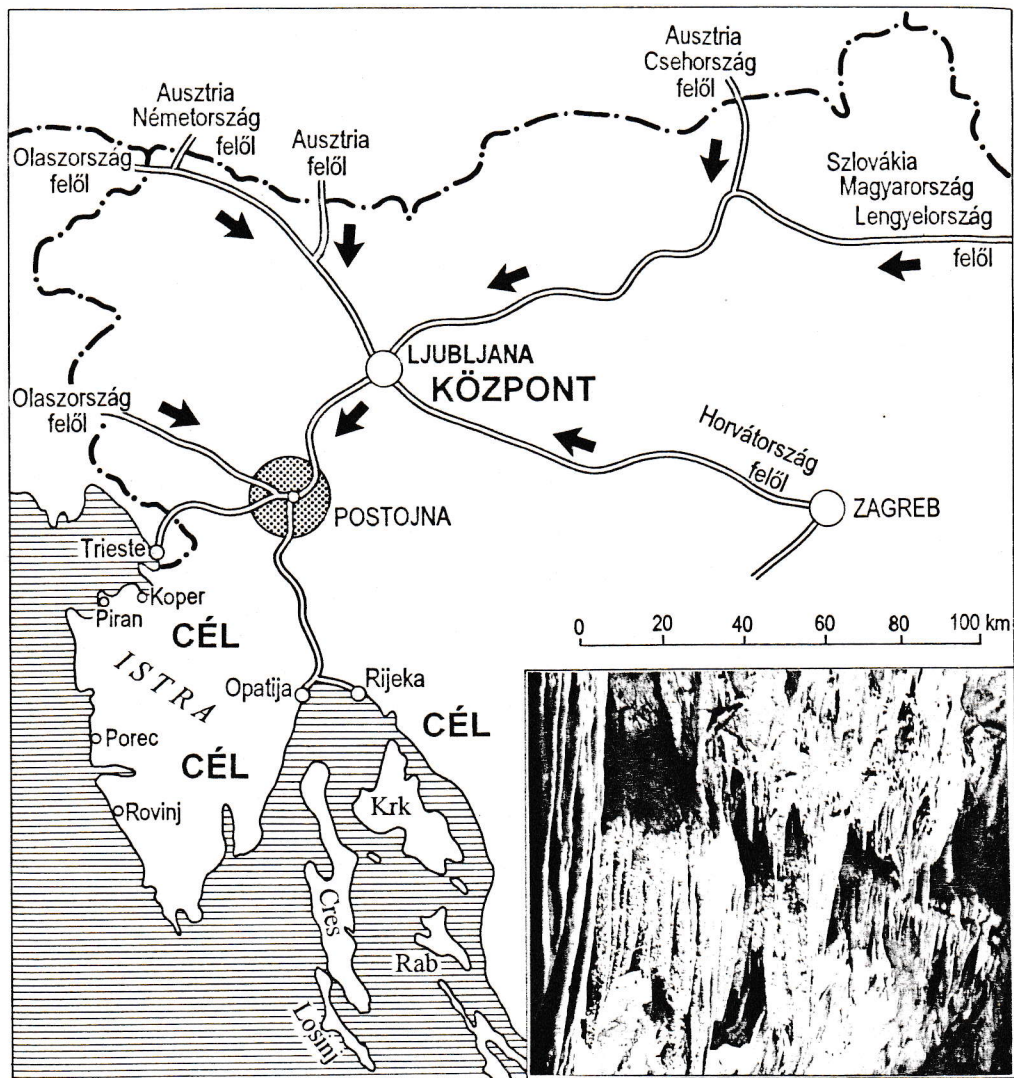 Ausztria
Csehország
felől
Ausztria
Németország
felől
Ausztria
felől
Olaszország
felől
Szlovákia
Magyarország
Lengyelország
felől
LJUBLJANA
KÖZPONT
Olaszország
felől
Horvátország
felől
ZAGREB
POSTOJNA
Trieste
Koper
Piran
CÉL
ISTRA
Opatija
Rijeka
CÉL
Porec
CÉL
Rovinj
Krk
Cres
Rab
Losinj
0 20 40 60 80 100 km